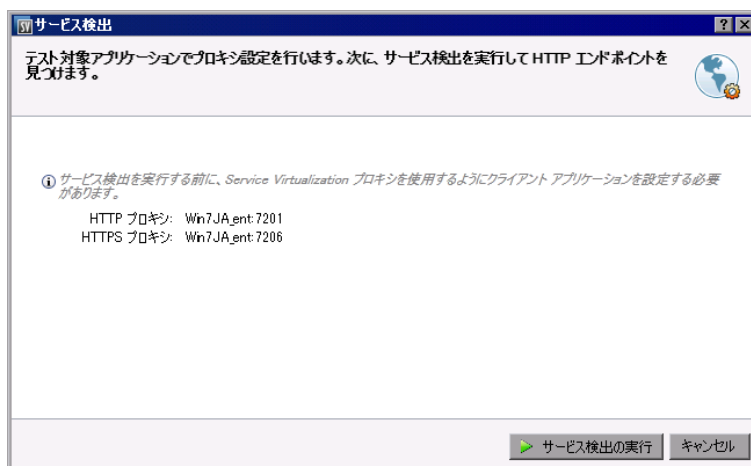 SV サービス検出
テスト対象アプリケーションでプロキシ設定を行います。次に、サービス検出を実行して HTTP エンドポイントを
見つけます。
サービス検出を実行する前に、Service Virtualization プロキシを使用するようにクライアント アプリケーションを設定する必要
があります。
HTTP プロキシ: Win7JA_ent:7201
HTTPS プロキシ: Win7JA_ent:7206
サービス検出の実行 キャンセル